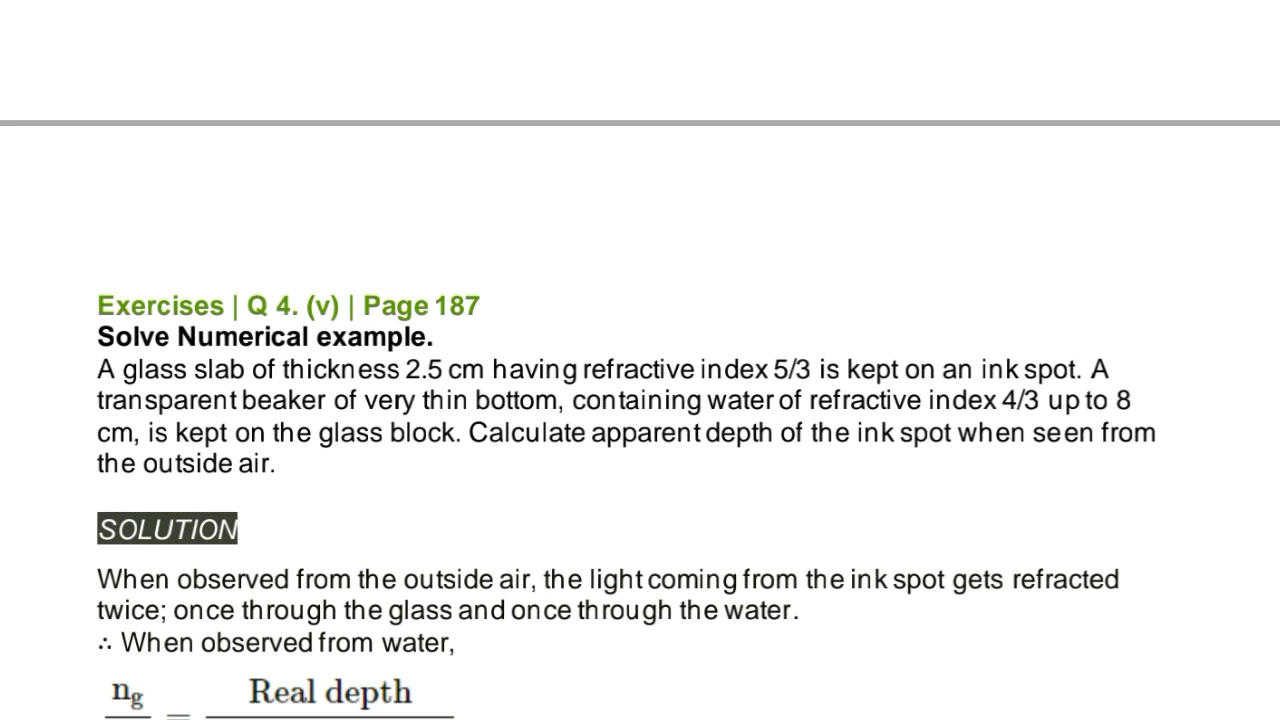 Exercises | Q 4. (v) | Page 187
Solve Numerical example.
A glass slab of thickness 2.5 cm having refractive index 5/3 is kept on an ink spot. A
transparent beaker of very thin bottom, containing water of refractive index 4/3 up to 8
cm, is kept on the glass block. Calculate apparent depth of the ink spot when seen from
the outside air.
SOLUTION
When observed from the outside air, the light coming from the ink spot gets refracted
twice; once through the glass and once through the water.
∴ When observed from water,
n_g = Real depth